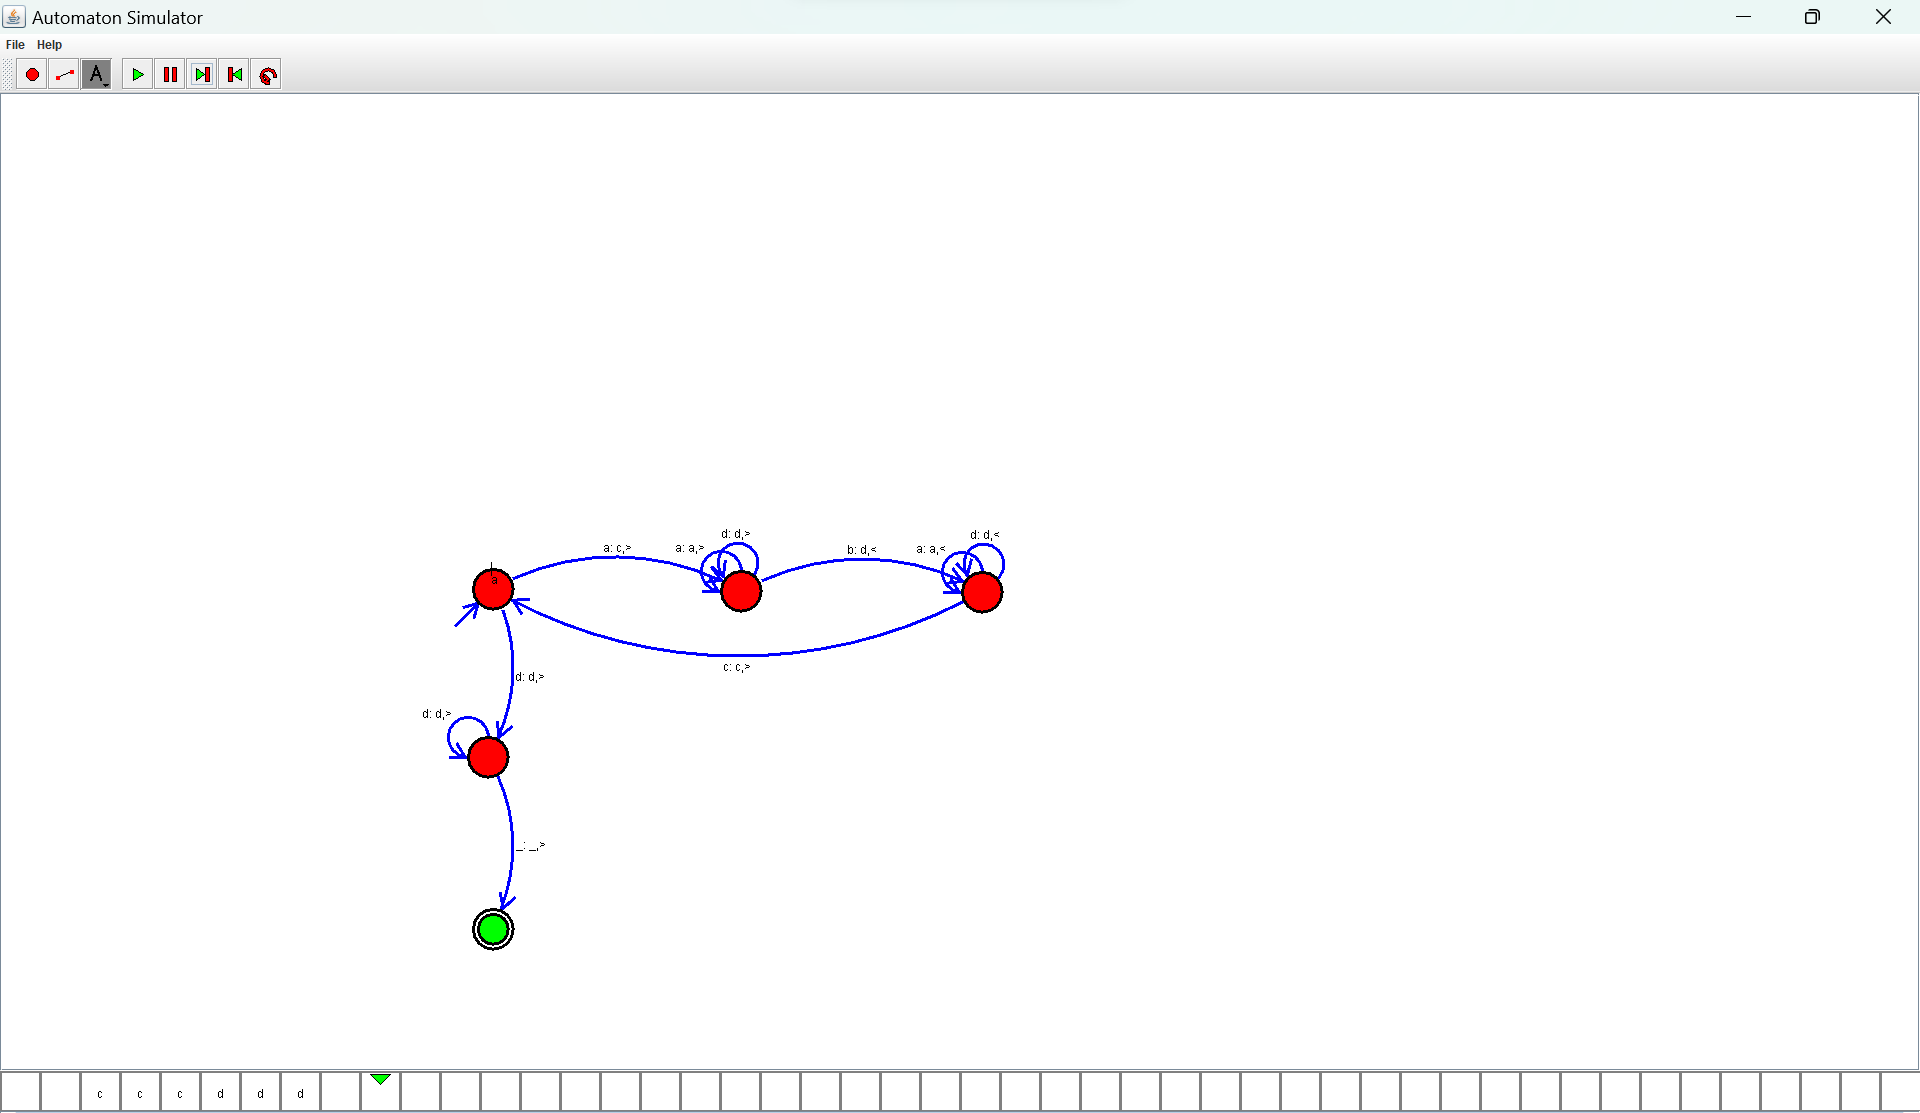 Automaton Simulator
File Help
A
d: d,> d: d,<
a: c,> a: a,> b: d,< a: a,<
a
c: c,>
d: d,>
d: d,>
_: _,>
c c c d d d